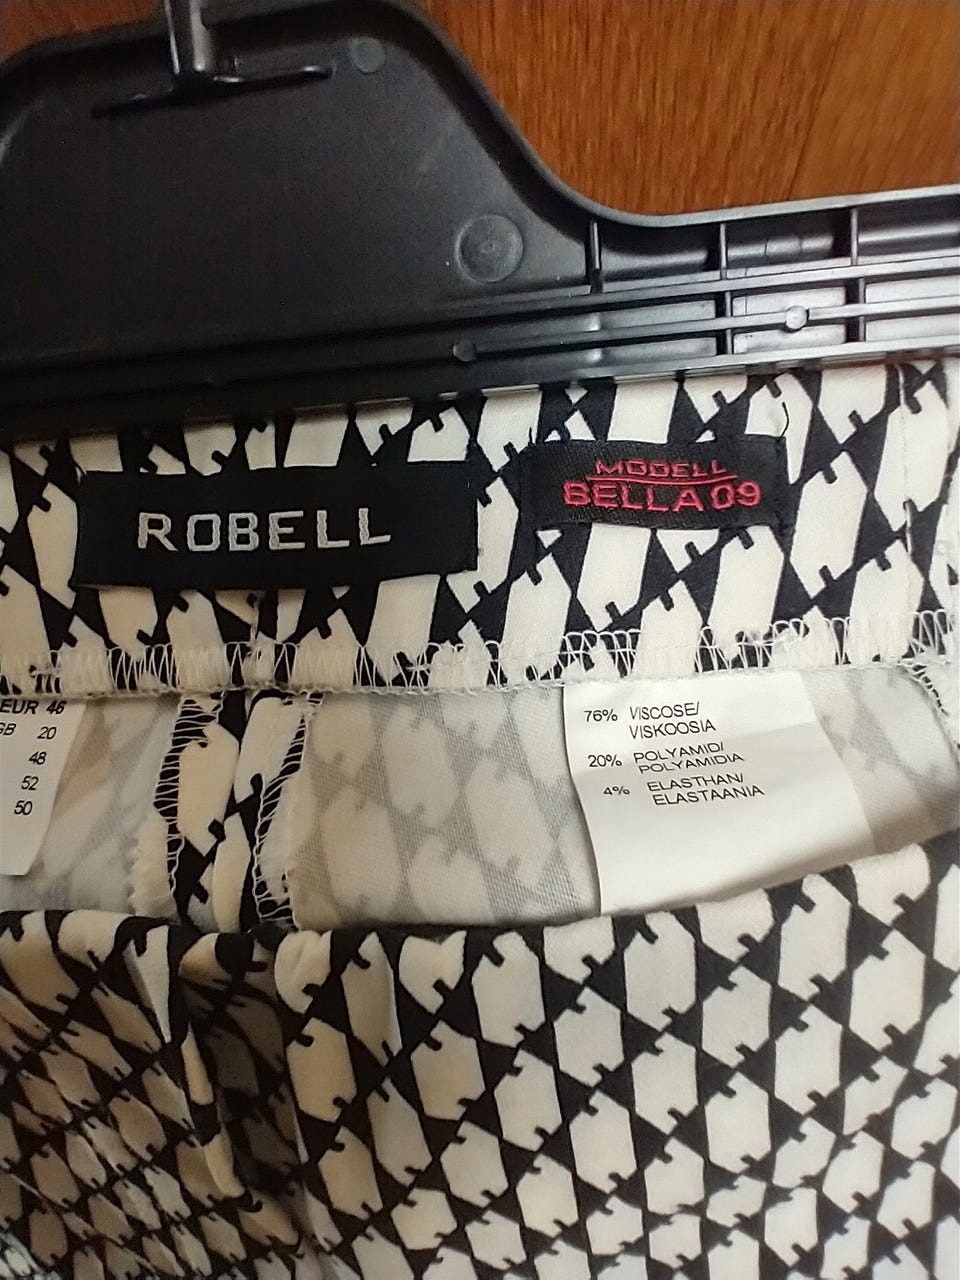 ROBELL
MODELL
BELLA 09
EUR 46
GB 20
48
52
50
76% VISCOSE/
VISKOOSIA
20% POLYAMID/
POLYAMIDIA
4% ELASTHAN/
ELASTAANIA